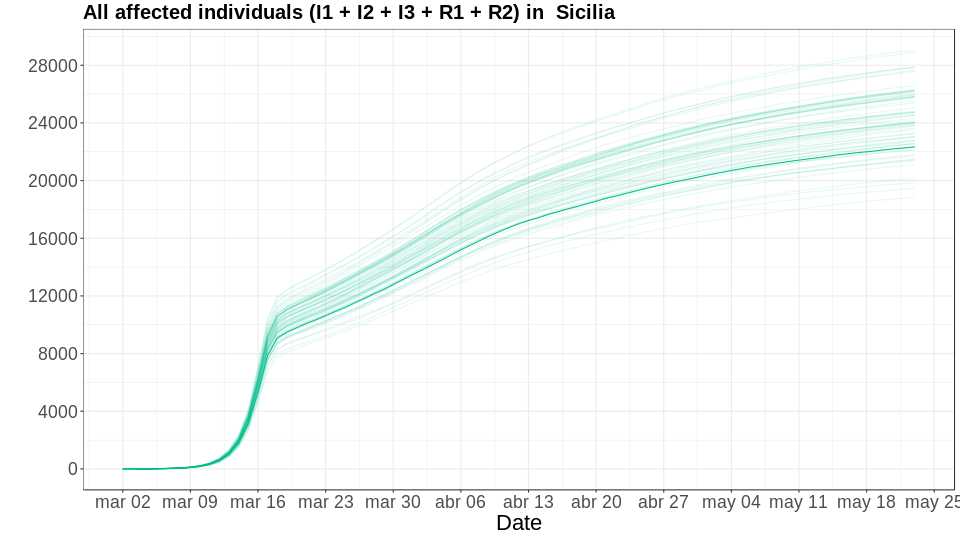 All affected individuals (I1 + I2 + I3 + R1 + R2) in  Sicilia
28000
24000
20000
16000
12000
8000
4000
0
mar 02 mar 09 mar 16 mar 23 mar 30 abr 06 abr 13 abr 20 abr 27 may 04 may 11 may 18 may 25
Date